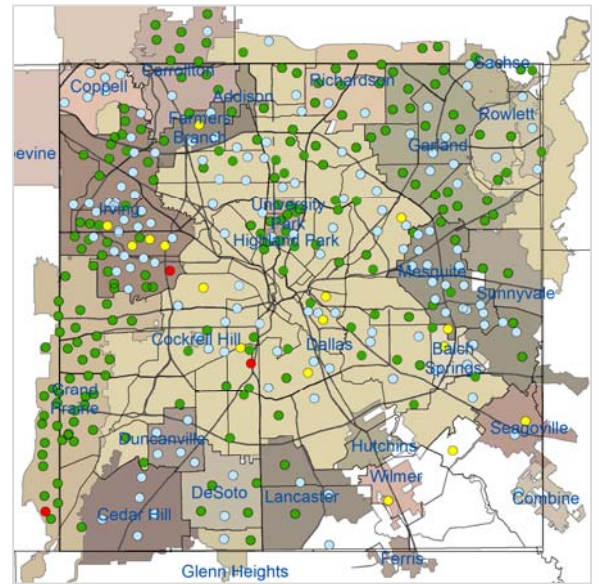 Sachse
Carrollton
Coppell
Richardson
Addison
Rowlett
Farmers
Branch
Garland
evine
University
Park
Irving
Highland Park
Mesquite
Sunnyvale
Cockrell Hill
Dallas
Balch
Springs
Grand
Prairie
Seagoville
Duncanville
Hutchins
Wilmer
DeSoto
Lancaster
Combine
Cedar Hill
Ferris
Glenn Heights